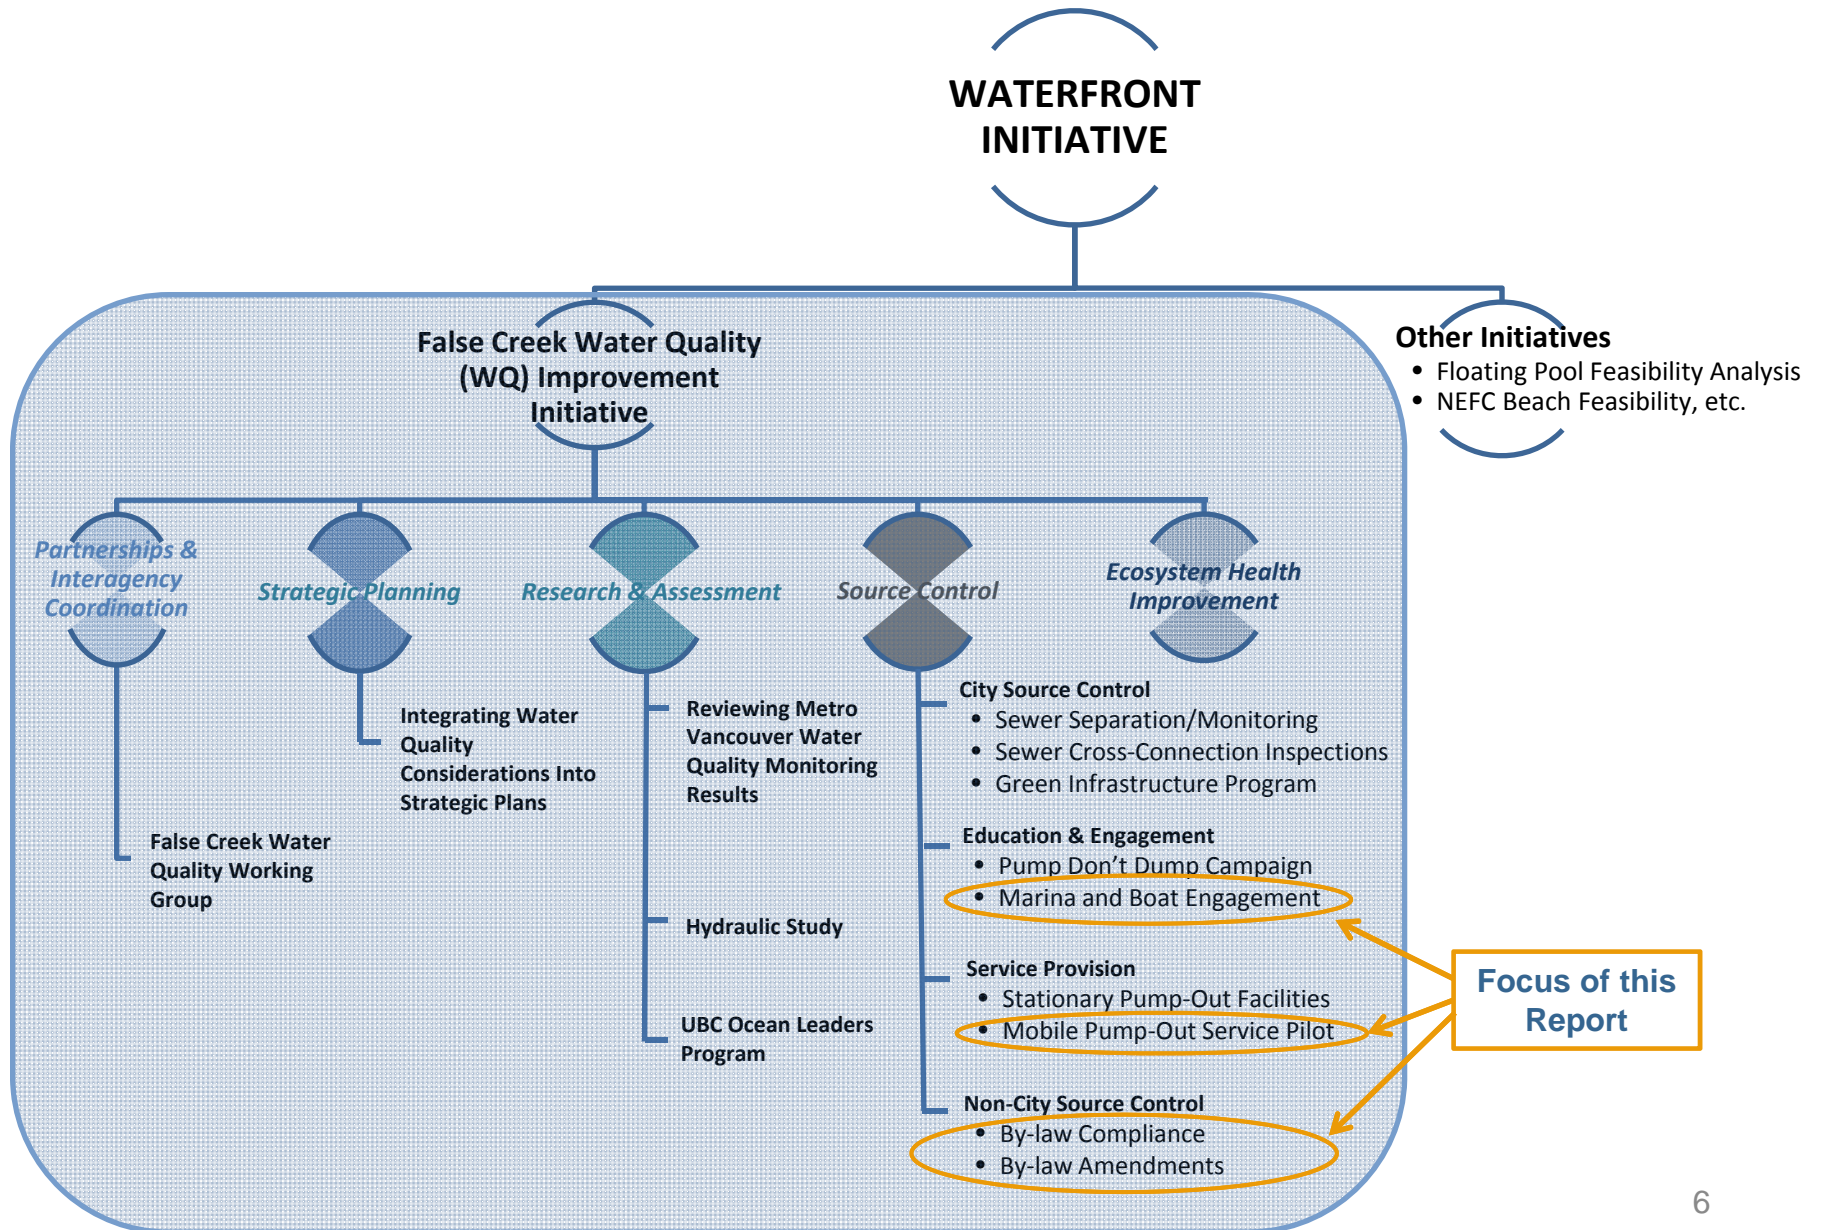 WATERFRONT
INITIATIVE
False Creek Water Quality
(WQ) Improvement
Initiative
Other Initiatives
• Floating Pool Feasibility Analysis
• NEFC Beach Feasibility, etc.
Partnerships &
Interagency
Coordination
Strategic Planning
Research & Assessment
Source Control
Ecosystem Health
Improvement
False Creek Water
Quality Working
Group
Integrating Water
Quality
Considerations Into
Strategic Plans
Reviewing Metro
Vancouver Water
Quality Monitoring
Results
Hydraulic Study
UBC Ocean Leaders
Program
City Source Control
• Sewer Separation/Monitoring
• Sewer Cross-Connection Inspections
• Green Infrastructure Program
Education & Engagement
• Pump Don’t Dump Campaign
• Marina and Boat Engagement
Service Provision
• Stationary Pump-Out Facilities
• Mobile Pump-Out Service Pilot
Non-City Source Control
• By-law Compliance
• By-law Amendments
Focus of this
Report
6